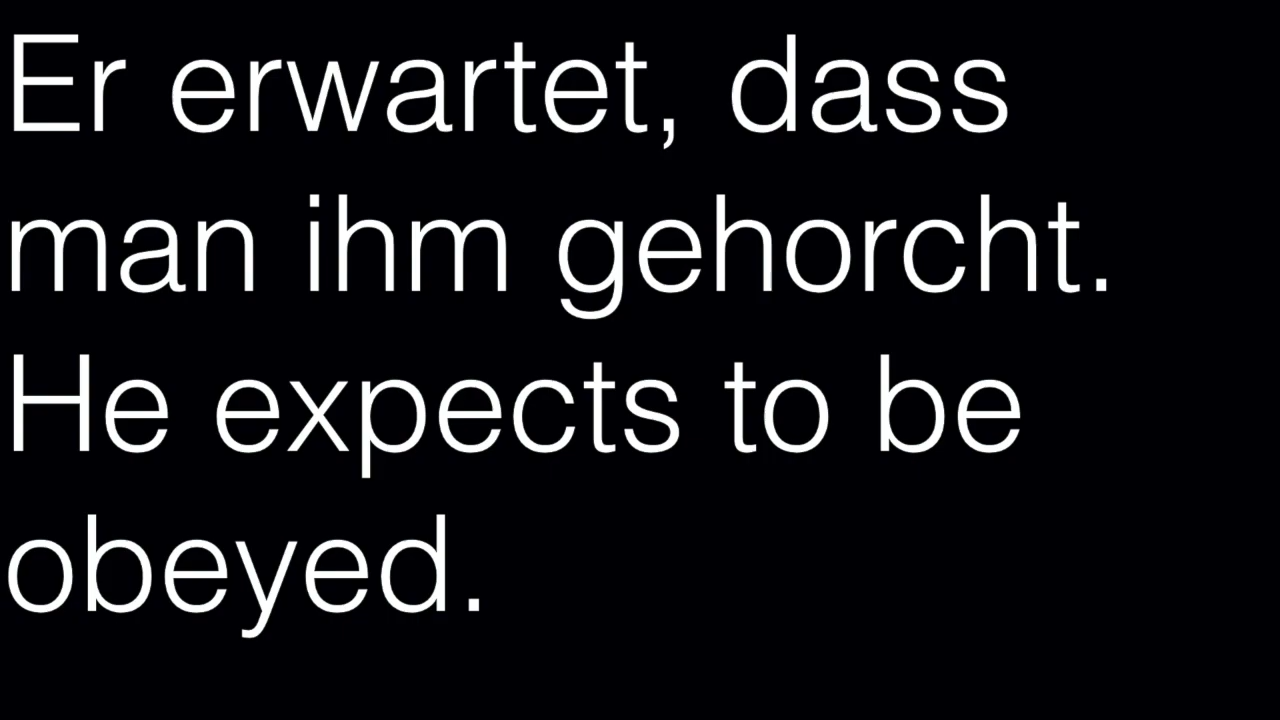 Er erwartet, dass
man ihm gehorcht.
He expects to be
obeyed.